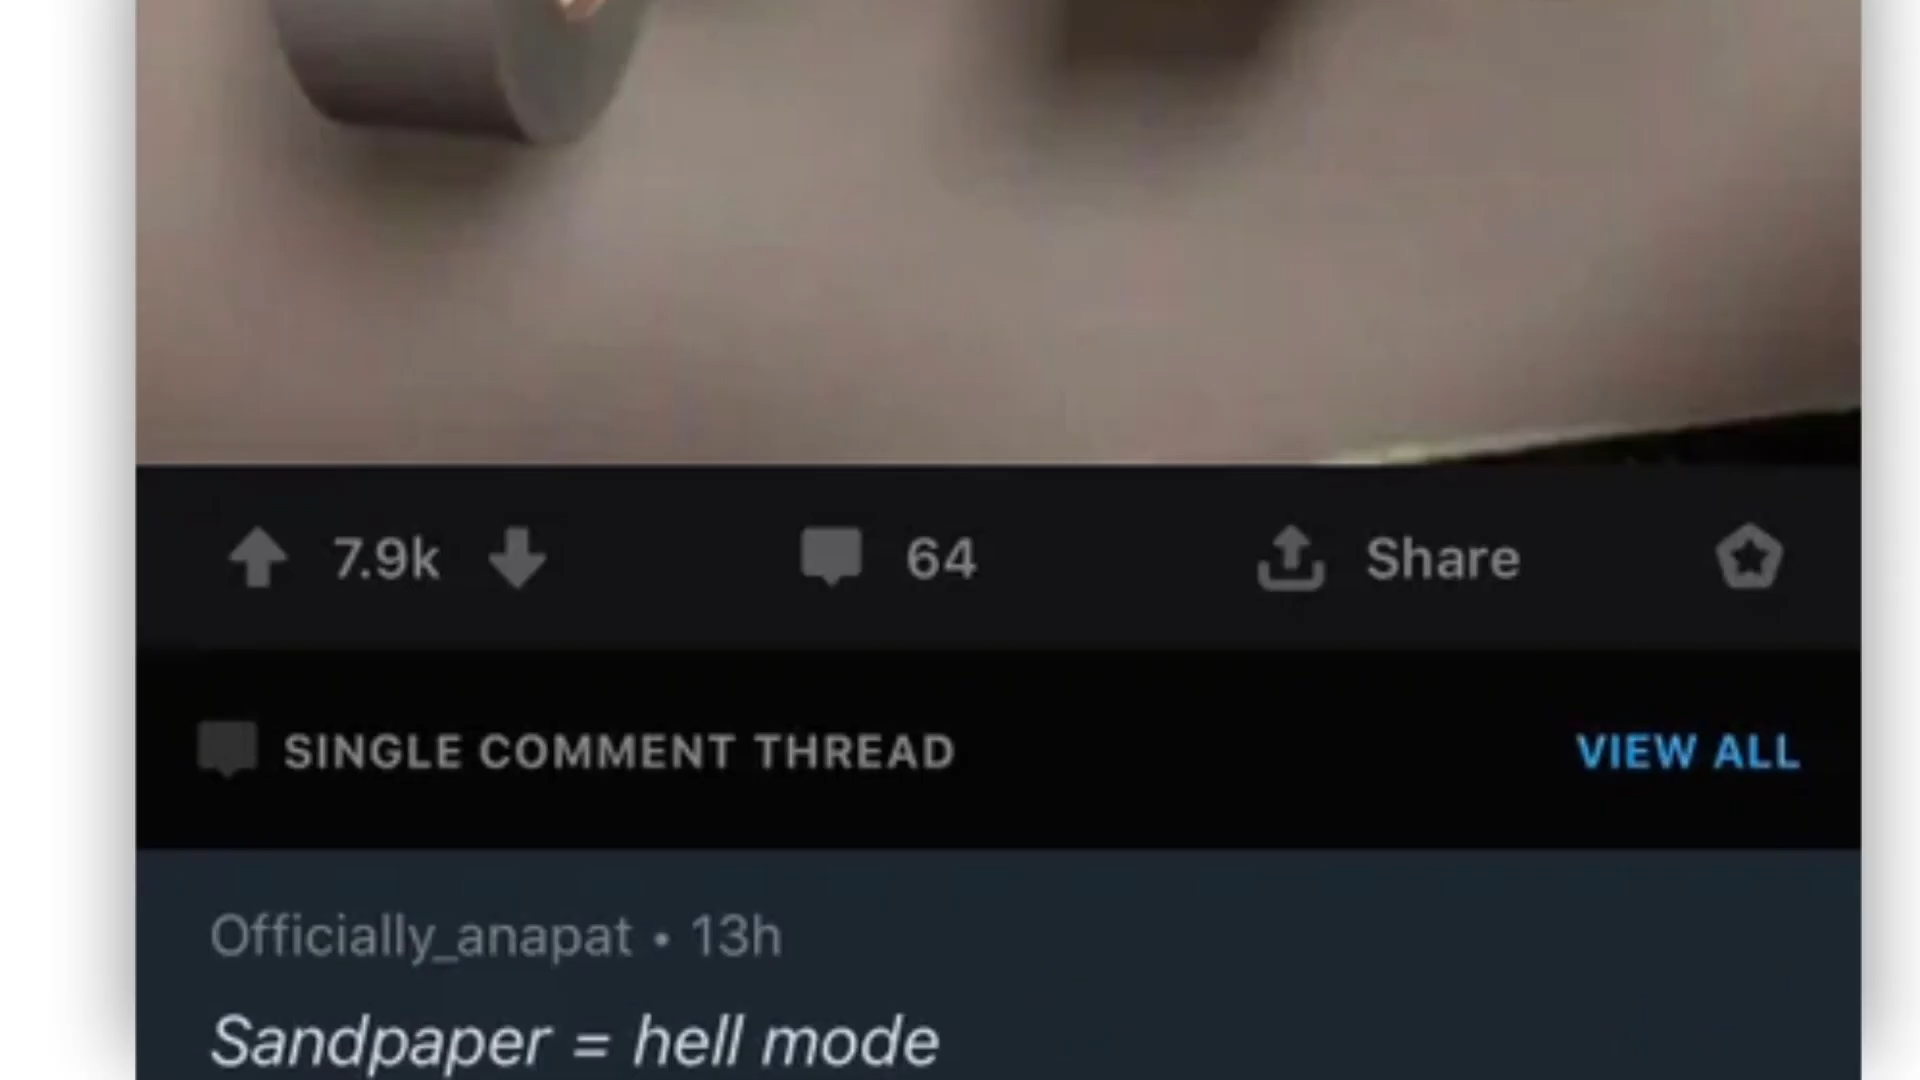 7.9k 64 Share
SINGLE COMMENT THREAD VIEW ALL
Officially_anapat • 13h
Sandpaper = hell mode